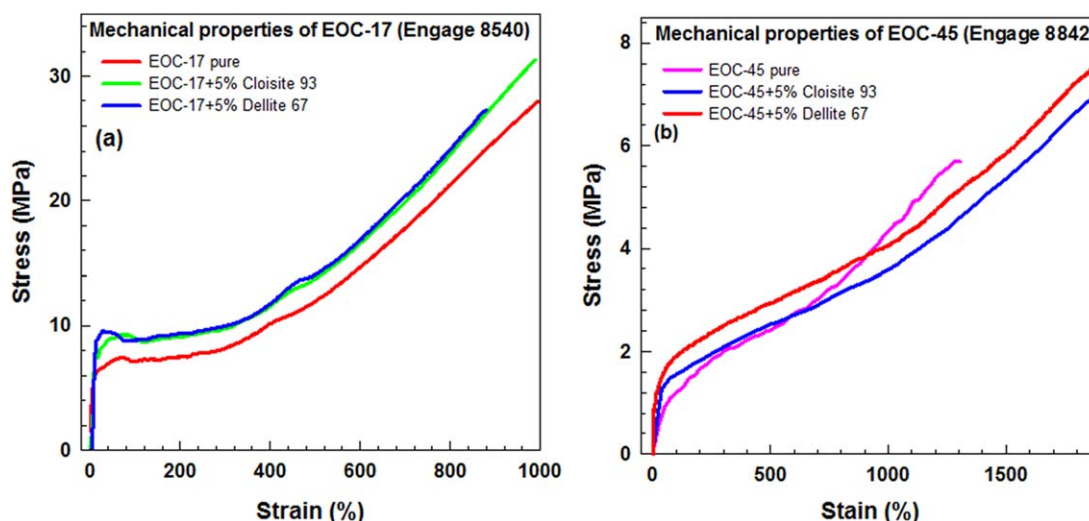 Mechanical properties of EOC-17 (Engage 8540)
EOC-17 pure
EOC-17+5% Cloisite 93
EOC-17+5% Dellite 67
(a)
30
20
10
0
Stress (MPa)
0 200 400 600 800 1000
Strain (%)
Mechanical properties of EOC-45 (Engage 8842
EOC-45 pure
EOC-45+5% Cloisite 93
EOC-45+5% Dellite 67
(b)
8
6
4
2
0
Stress (MPa)
0 500 1000 1500
Stain (%)